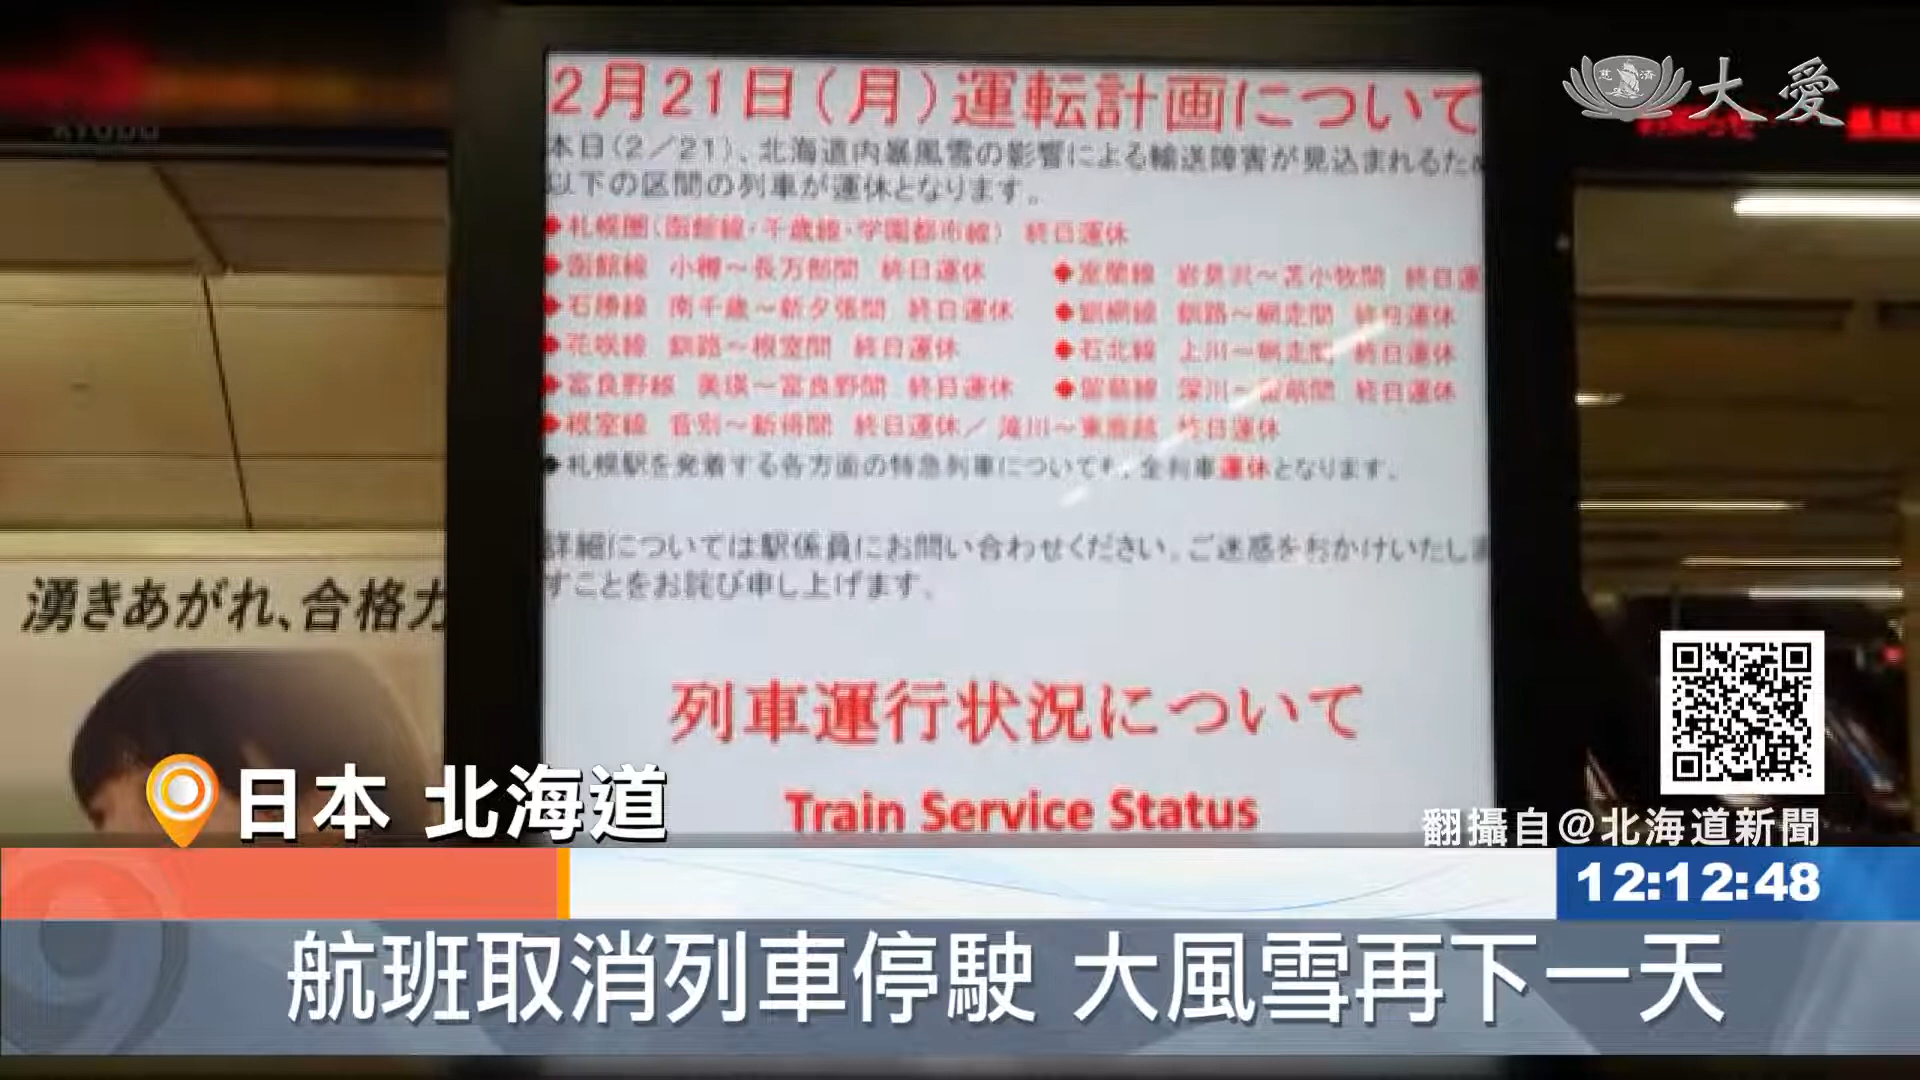 大愛
慈濟
KYODO
2月21日(月)運転計画について
本日(2/21)、北海道内暴風雪の影響による輸送障害が見込まれるため
以下の区間の列車が運休となります。
◆札幌圏(函館線・千歳線・学園都市線) 終日運休
◆函館線 小樽～長万部間 終日運休 ◆室蘭線 岩見沢～苫小牧間 終日運
◆石勝線 南千歳～新夕張間 終日運休 ◆釧網線 釧路～網走間 終日運休
◆花咲線 釧路～根室間 終日運休 ◆石北線 上川～網走間 終日運休
◆富良野線 美瑛～富良野間 終日運休 ◆留萌線 深川～留萌間 終日運休
◆根室線 音別～新得間 終日運休／滝川～東鹿越 終日運休
◆札幌駅を発着する各方面の特急列車についても、全列車運休となります。
詳細については駅係員にお問い合わせください。ご迷惑をおかけいたしま
すことをお詫び申し上げます。
列車運行状況について
Train Service Status
湧きあがれ、合格力
日本 北海道
翻攝自@北海道新聞
12:12:48
航班取消列車停駛 大風雪再下一天